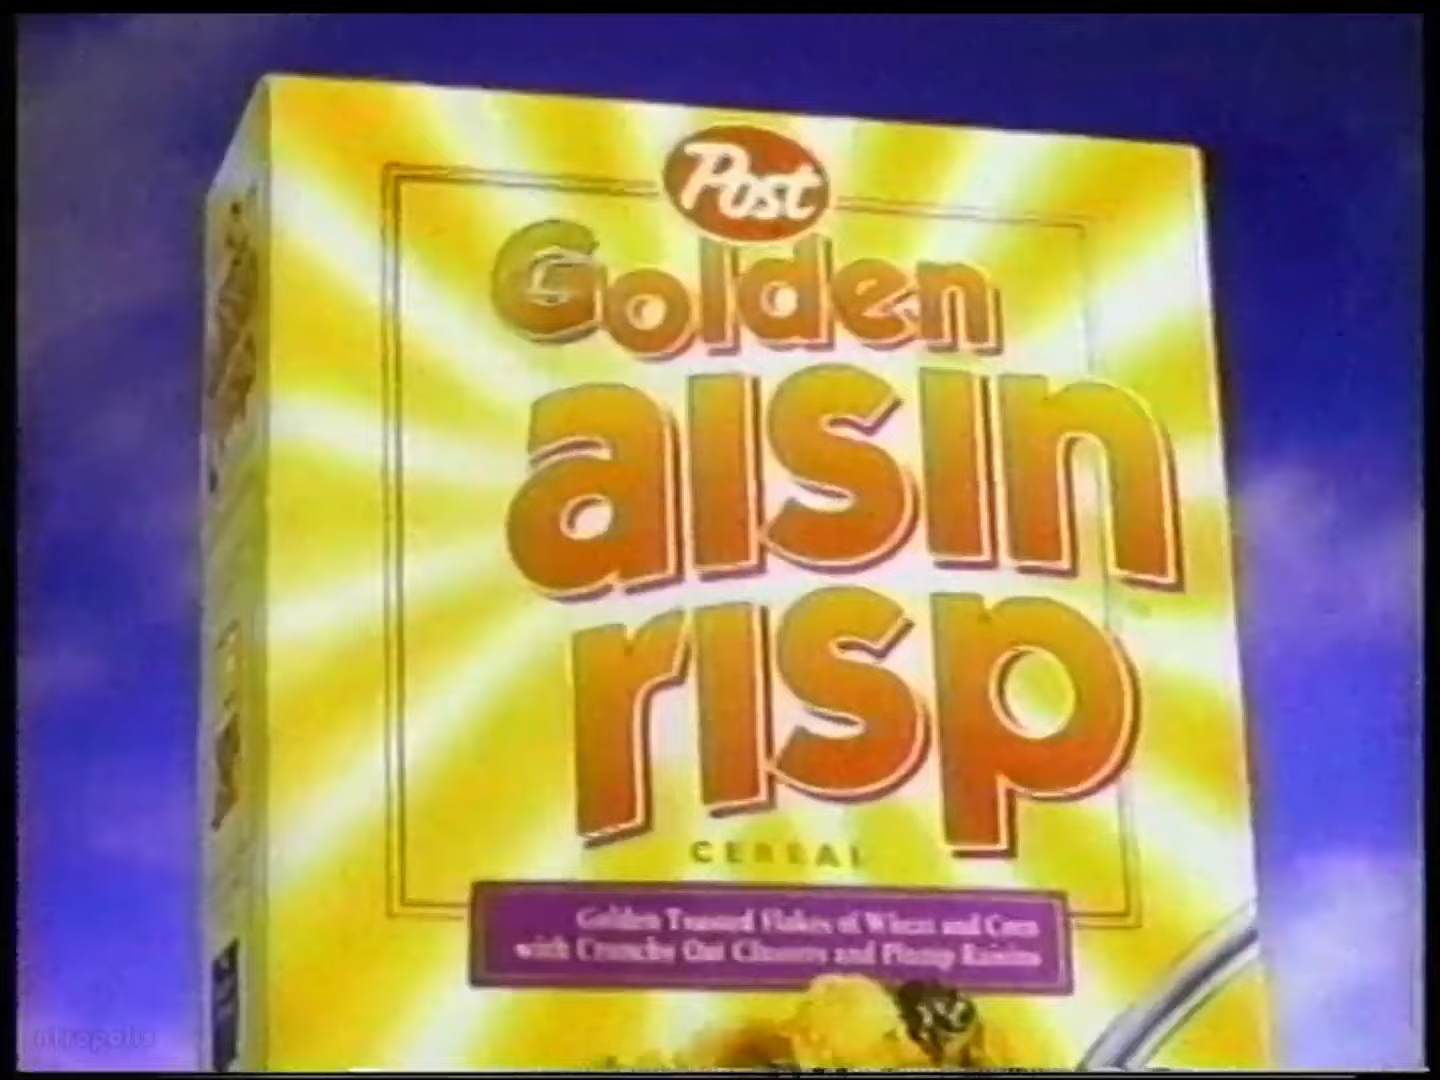 Post
Golden
aisin
risp
CEREAL
Golden Toasted Flakes of Wheat and Corn
with Crunchy Oat Clusters and Plump Raisins
ntropolis